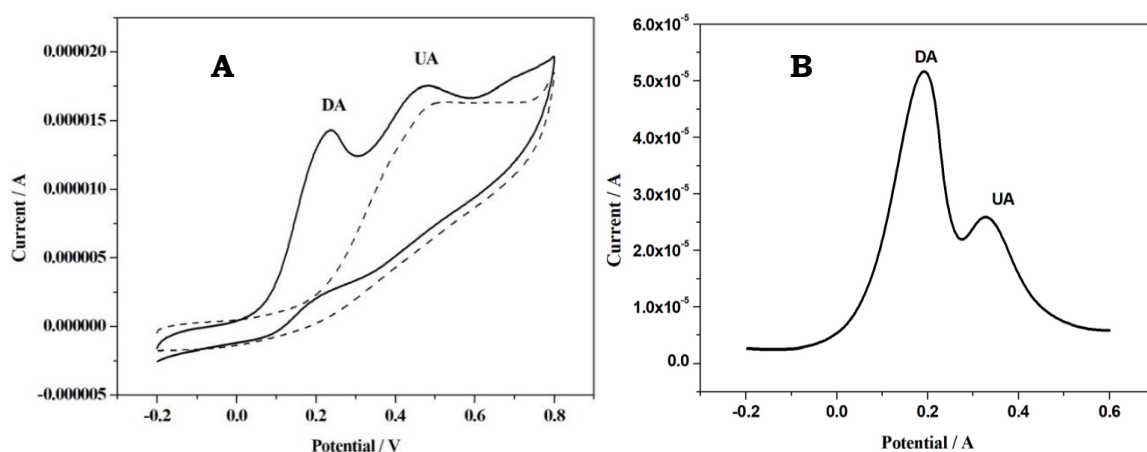 A
UA
DA
0.000020
0.000015
0.000010
0.000005
0.000000
-0.000005
Current / A
-0.2 0.0 0.2 0.4 0.6 0.8
Potential / V
B
DA
UA
6.0x10⁻⁵
5.0x10⁻⁵
4.0x10⁻⁵
3.0x10⁻⁵
2.0x10⁻⁵
1.0x10⁻⁵
0.0
Current / A
-0.2 0.0 0.2 0.4 0.6
Potential / A